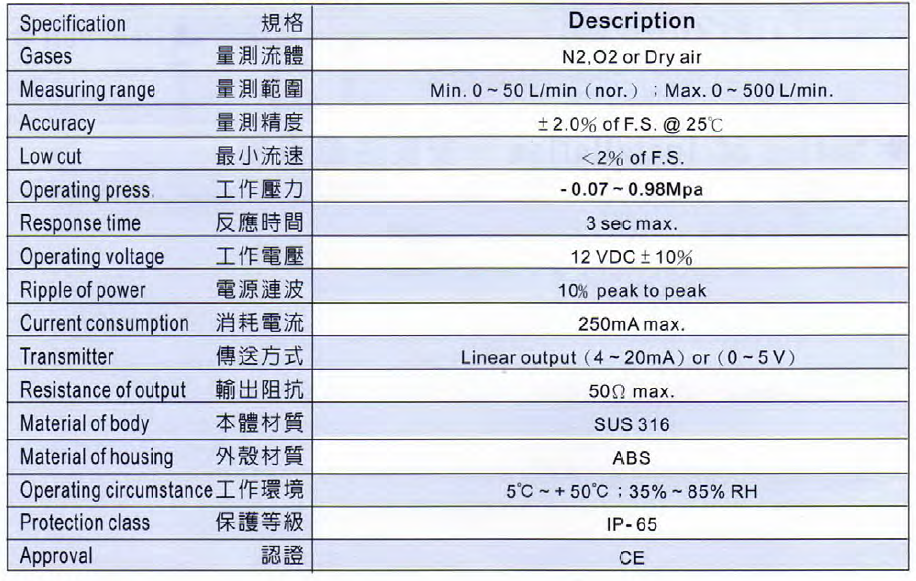 Specification 規格 Description
Gases 量測流體 N2,O2 or Dry air
Measuring range 量測範圍 Min. 0 ~ 50 L/min (nor.) ; Max. 0 ~ 500 L/min.
Accuracy 量測精度 ± 2.0% of F.S. @ 25℃
Low cut 最小流速 <2% of F.S.
Operating press. 工作壓力 - 0.07 ~ 0.98Mpa
Response time 反應時間 3 sec max.
Operating voltage 工作電壓 12 VDC ± 10%
Ripple of power 電源漣波 10% peak to peak
Current consumption 消耗電流 250mA max.
Transmitter 傳送方式 Linear output (4 ~ 20mA) or (0 ~ 5 V)
Resistance of output 輸出阻抗 50Ω max.
Material of body 本體材質 SUS 316
Material of housing 外殼材質 ABS
Operating circumstance 工作環境 5℃ ~ + 50℃ ; 35% ~ 85% RH
Protection class 保護等級 IP- 65
Approval 認證 CE